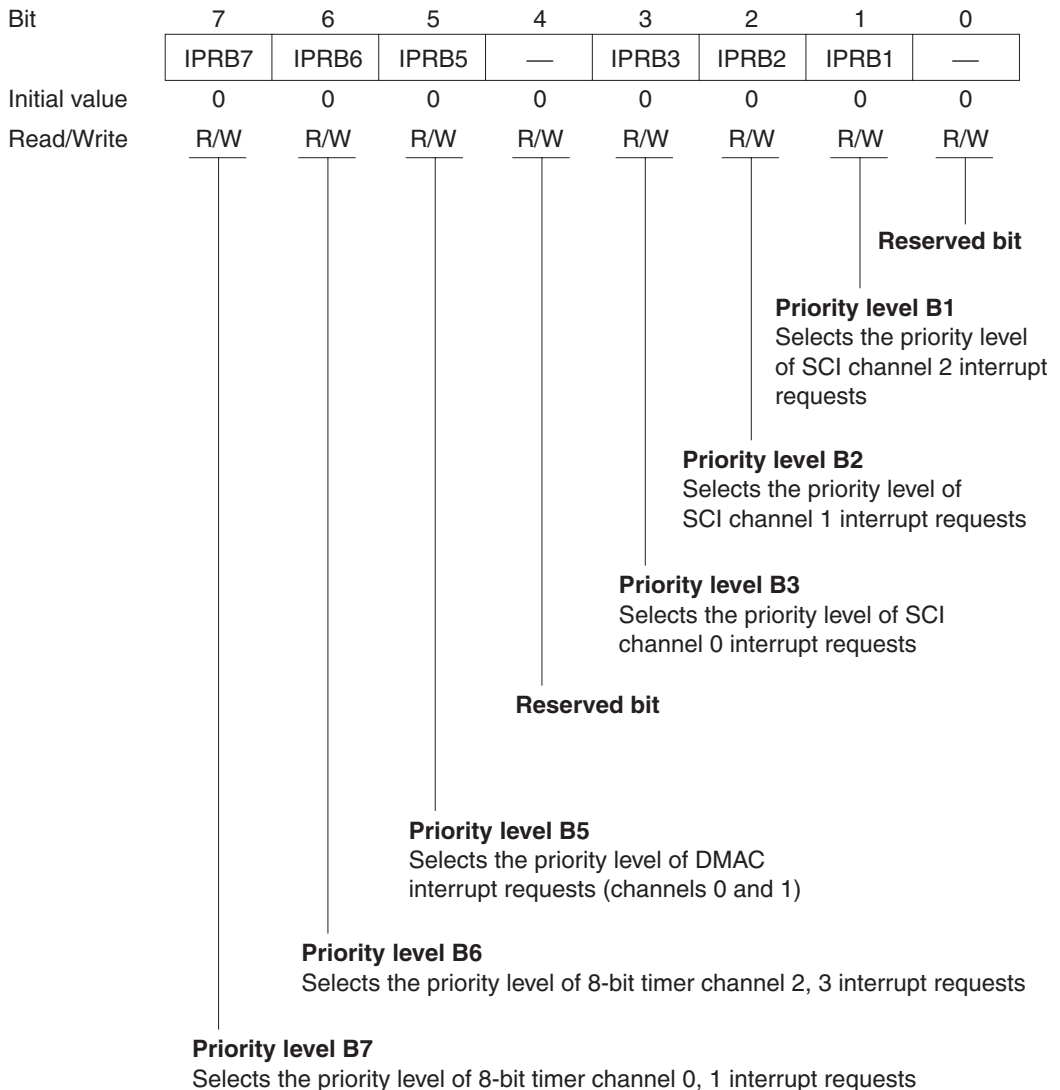 Bit 7 6 5 4 3 2 1 0
IPRB7 IPRB6 IPRB5 — IPRB3 IPRB2 IPRB1 —
Initial value 0 0 0 0 0 0 0 0
Read/Write R/W R/W R/W R/W R/W R/W R/W R/W
Reserved bit
Priority level B1
Selects the priority level
of SCI channel 2 interrupt
requests
Priority level B2
Selects the priority level of
SCI channel 1 interrupt requests
Priority level B3
Selects the priority level of SCI
channel 0 interrupt requests
Reserved bit
Priority level B5
Selects the priority level of DMAC
interrupt requests (channels 0 and 1)
Priority level B6
Selects the priority level of 8-bit timer channel 2, 3 interrupt requests
Priority level B7
Selects the priority level of 8-bit timer channel 0, 1 interrupt requests